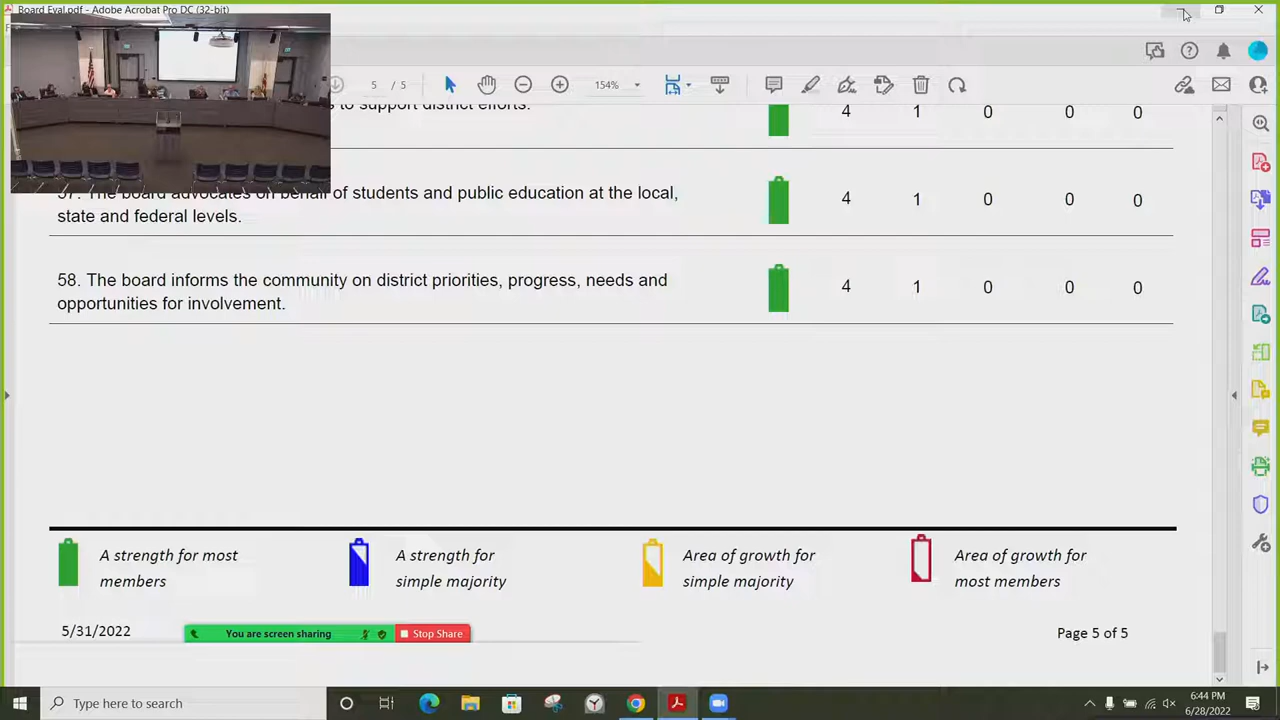 Board Eval.pdf - Adobe Acrobat Pro DC (32-bit)
5 / 5
154%
to support district efforts.
4 1 0 0 0
57. The board advocates on behalf of students and public education at the local,
state and federal levels.
4 1 0 0 0
58. The board informs the community on district priorities, progress, needs and
opportunities for involvement.
4 1 0 0 0
A strength for most
members
A strength for
simple majority
Area of growth for
simple majority
Area of growth for
most members
5/31/2022
You are screen sharing
Stop Share
Page 5 of 5
Type here to search
6:44 PM
6/28/2022